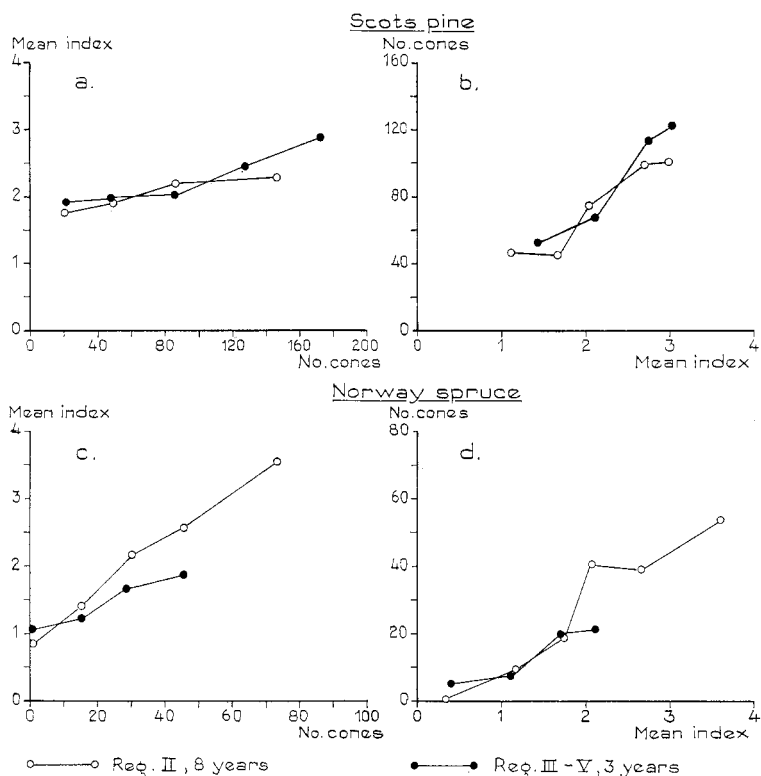 Scots pine
Mean index
4
3
2
1
0
a.
0 40 80 120 160 200
No. cones
No. cones
160
120
80
40
0
b.
0 1 2 3 4
Mean index
Norway spruce
Mean index
4
3
2
1
0
c.
0 20 40 60 80 100
No. cones
No. cones
80
60
40
20
0
d.
0 1 2 3 4
Mean index
Reg. II, 8 years
Reg. III-V, 3 years